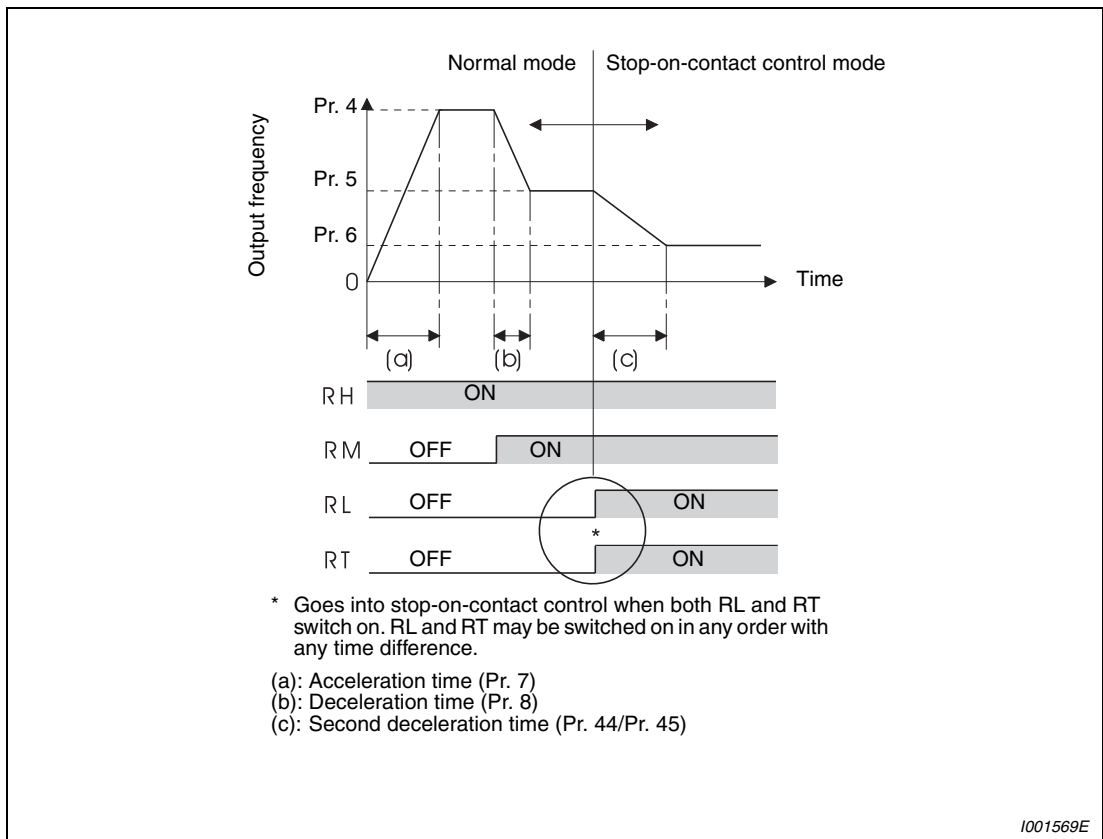 Normal mode
Stop-on-contact control mode
Output frequency
Pr. 4
Pr. 5
Pr. 6
0
Time
(a)
(b)
(c)
RH
ON
RM
OFF
ON
RL
OFF
ON
*
RT
OFF
ON
* Goes into stop-on-contact control when both RL and RT
switch on. RL and RT may be switched on in any order with
any time difference.
(a): Acceleration time (Pr. 7)
(b): Deceleration time (Pr. 8)
(c): Second deceleration time (Pr. 44/Pr. 45)
I001569E